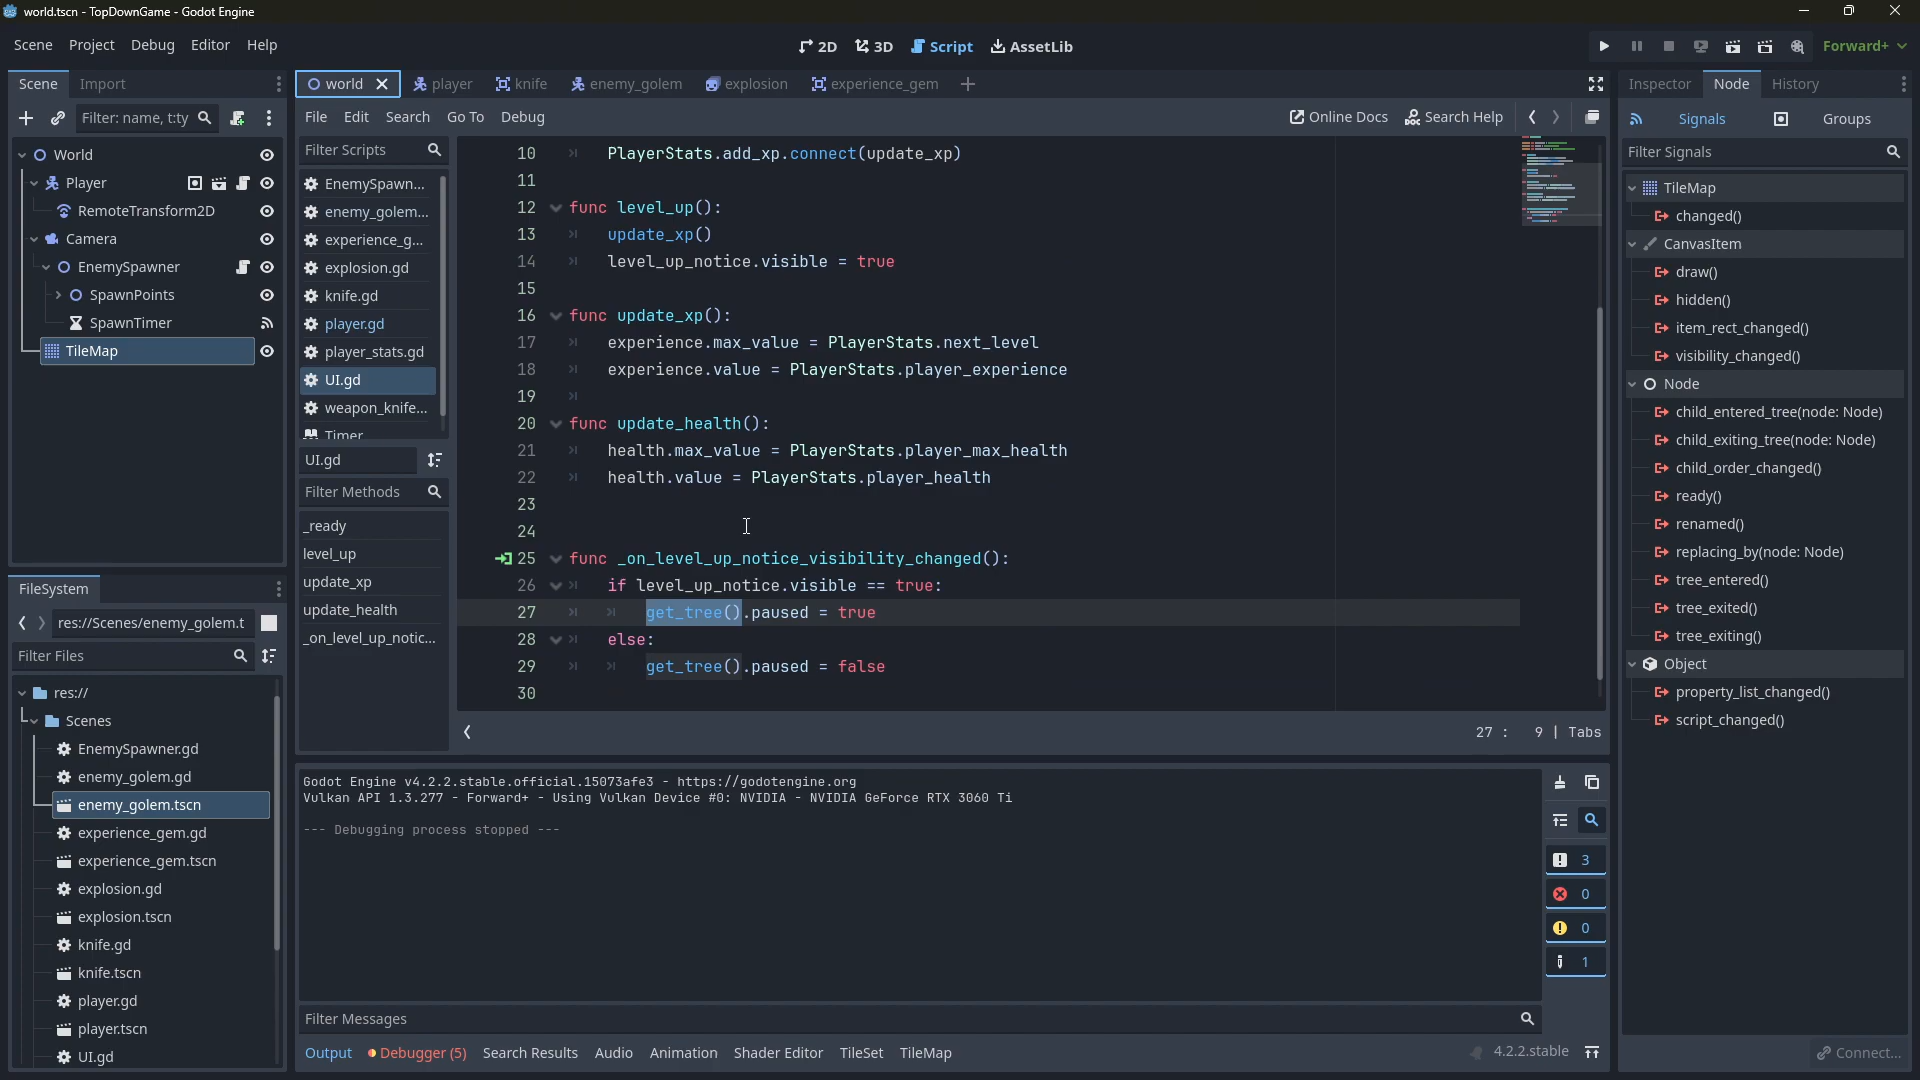 world.tscn - TopDownGame - Godot Engine
Scene Project Debug Editor Help
2D 3D Script AssetLib
Forward+
Scene Import
Filter: name, t:ty
World
Player
RemoteTransform2D
Camera
EnemySpawner
SpawnPoints
SpawnTimer
TileMap
FileSystem
res://Scenes/enemy_golem.t
Filter Files
res://
Scenes
EnemySpawner.gd
enemy_golem.gd
enemy_golem.tscn
experience_gem.gd
experience_gem.tscn
explosion.gd
explosion.tscn
knife.gd
knife.tscn
player.gd
player.tscn
UI.gd
world player knife enemy_golem explosion experience_gem
File Edit Search Go To Debug
Online Docs Search Help
Filter Scripts
EnemySpawn...
enemy_golem...
experience_g...
explosion.gd
knife.gd
player.gd
player_stats.gd
UI.gd
weapon_knife...
Timer
UI.gd
Filter Methods
_ready
level_up
update_xp
update_health
_on_level_up_notic...
10 PlayerStats.add_xp.connect(update_xp)
11
12 func level_up():
13 update_xp()
14 level_up_notice.visible = true
15
16 func update_xp():
17 experience.max_value = PlayerStats.next_level
18 experience.value = PlayerStats.player_experience
19
20 func update_health():
21 health.max_value = PlayerStats.player_max_health
22 health.value = PlayerStats.player_health
23
24
25 func _on_level_up_notice_visibility_changed():
26 if level_up_notice.visible == true:
27 get_tree().paused = true
28 else:
29 get_tree().paused = false
30
27 : 9 | Tabs
Godot Engine v4.2.2.stable.official.15073afe3 - https://godotengine.org
Vulkan API 1.3.277 - Forward+ - Using Vulkan Device #0: NVIDIA - NVIDIA GeForce RTX 3060 Ti
--- Debugging process stopped ---
3
0
0
1
Filter Messages
Output Debugger (5) Search Results Audio Animation Shader Editor TileSet TileMap
4.2.2.stable
Inspector Node History
Signals Groups
Filter Signals
TileMap
changed()
CanvasItem
draw()
hidden()
item_rect_changed()
visibility_changed()
Node
child_entered_tree(node: Node)
child_exiting_tree(node: Node)
child_order_changed()
ready()
renamed()
replacing_by(node: Node)
tree_entered()
tree_exited()
tree_exiting()
Object
property_list_changed()
script_changed()
Connect...